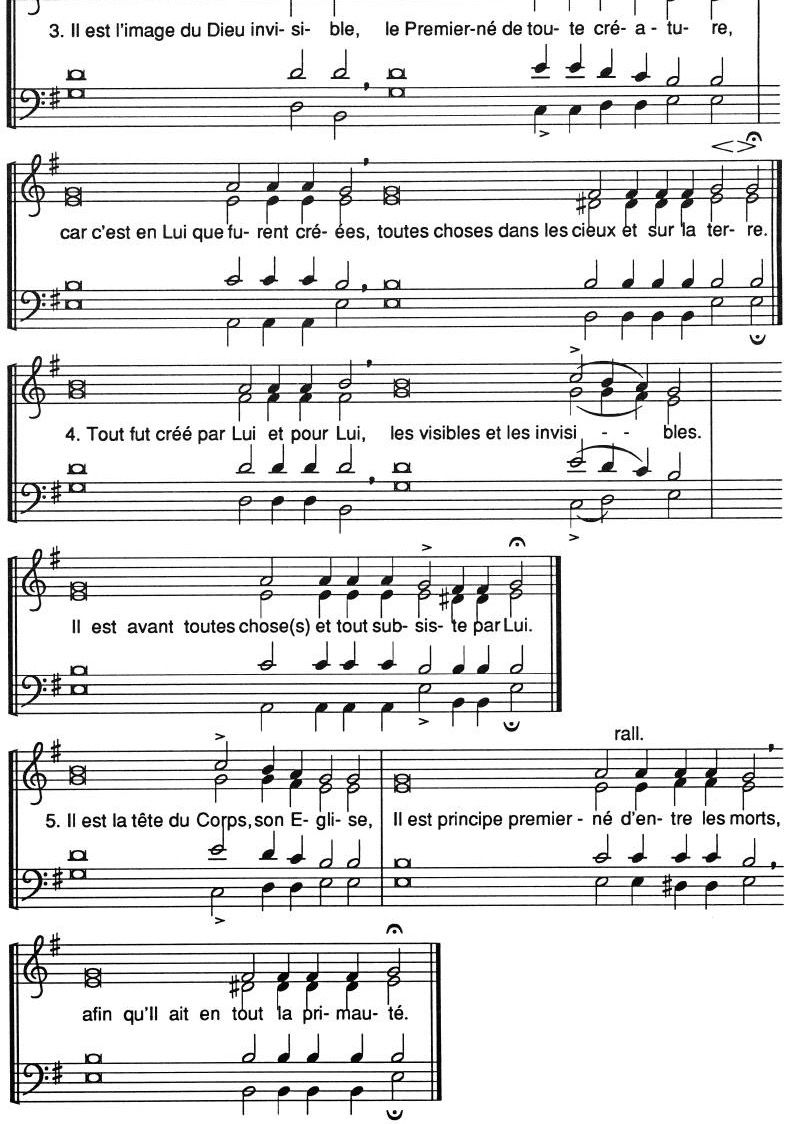 3. Il est l'image du Dieu invi- si- ble, le Premier-né de tou- te cré- a - tu- re,
car c'est en Lui que fu- rent cré- ées, toutes choses dans les cieux et sur la ter- re.
4. Tout fut créé par Lui et pour Lui, les visibles et les invisi - - bles.
Il est avant toutes chose(s) et tout sub- sis- te par Lui.
rall.
5. Il est la tête du Corps, son E- gli- se, Il est principe premier - né d'en- tre les morts,
afin qu'Il ait en tout la pri- mau- té.